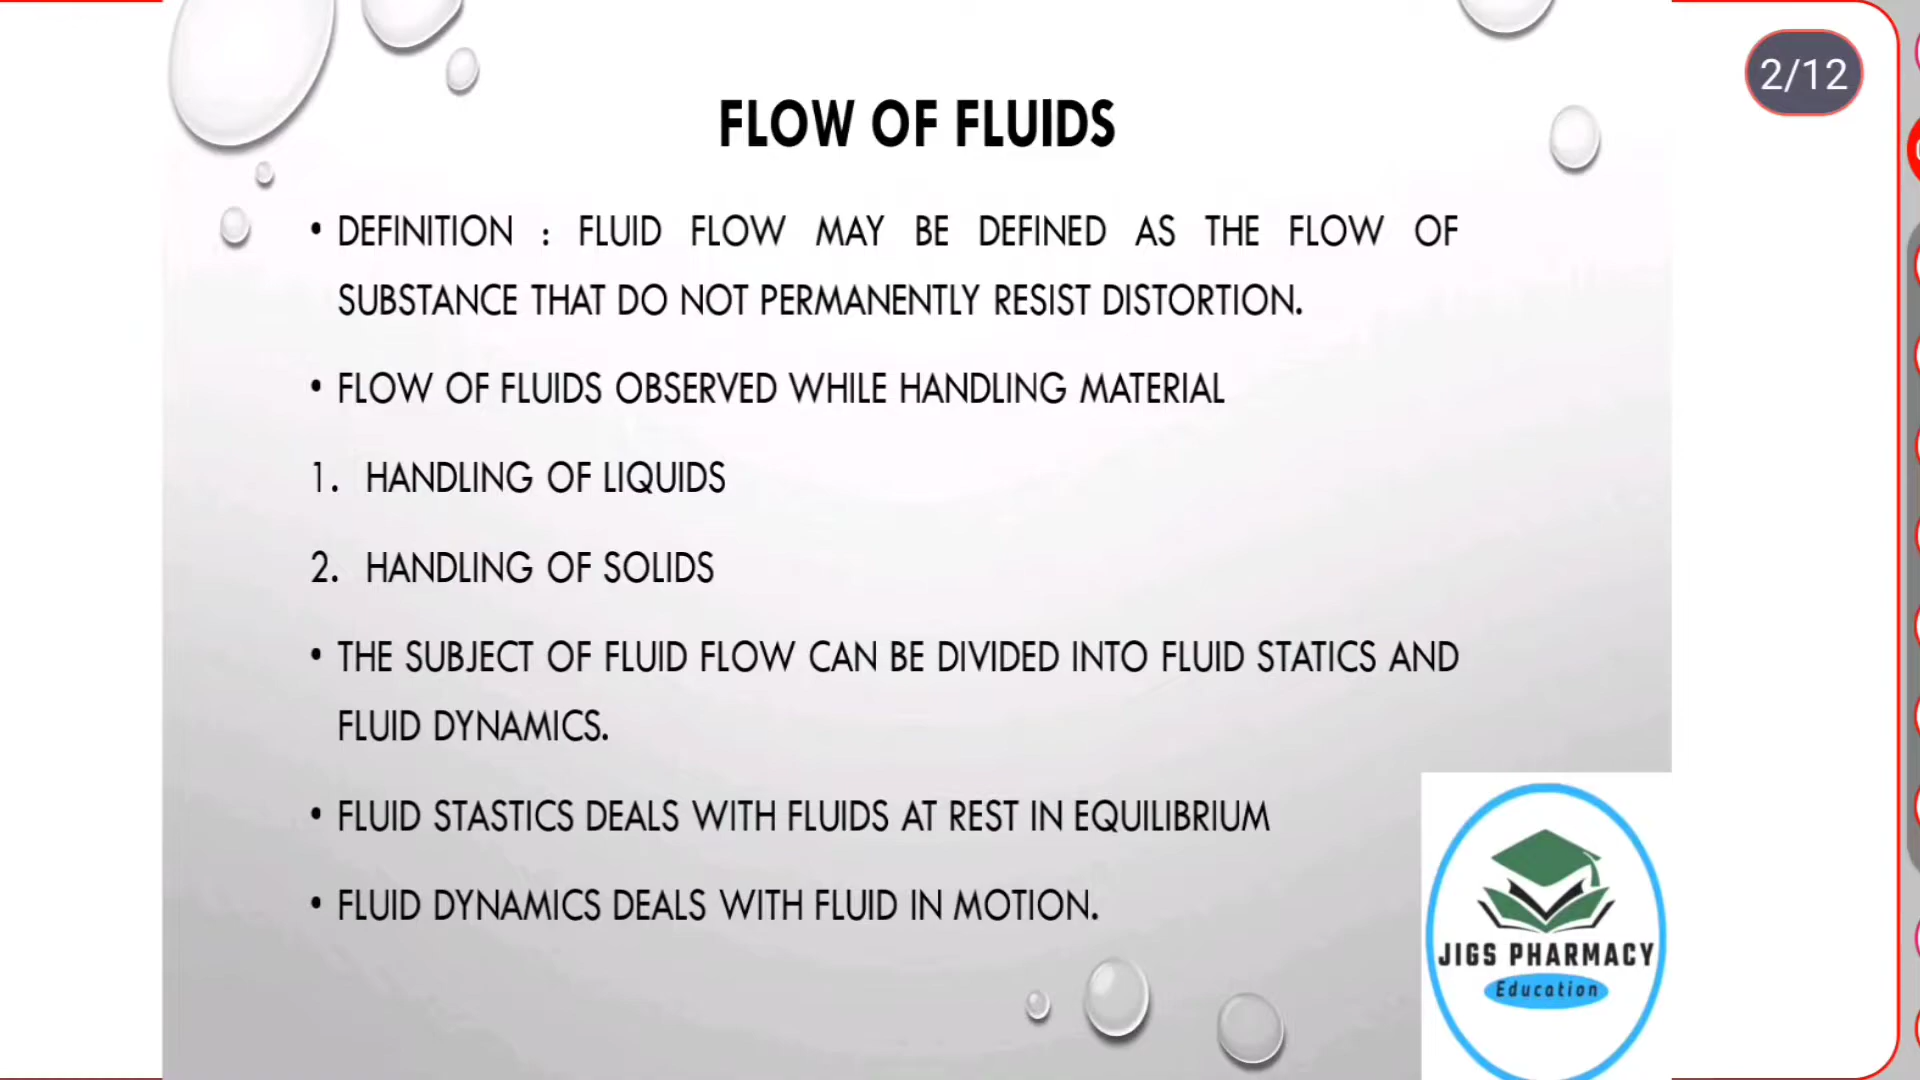 2/12
FLOW OF FLUIDS
• DEFINITION : FLUID FLOW MAY BE DEFINED AS THE FLOW OF
SUBSTANCE THAT DO NOT PERMANENTLY RESIST DISTORTION.
• FLOW OF FLUIDS OBSERVED WHILE HANDLING MATERIAL
1. HANDLING OF LIQUIDS
2. HANDLING OF SOLIDS
• THE SUBJECT OF FLUID FLOW CAN BE DIVIDED INTO FLUID STATICS AND
FLUID DYNAMICS.
• FLUID STASTICS DEALS WITH FLUIDS AT REST IN EQUILIBRIUM
• FLUID DYNAMICS DEALS WITH FLUID IN MOTION.
JIGS PHARMACY
Education